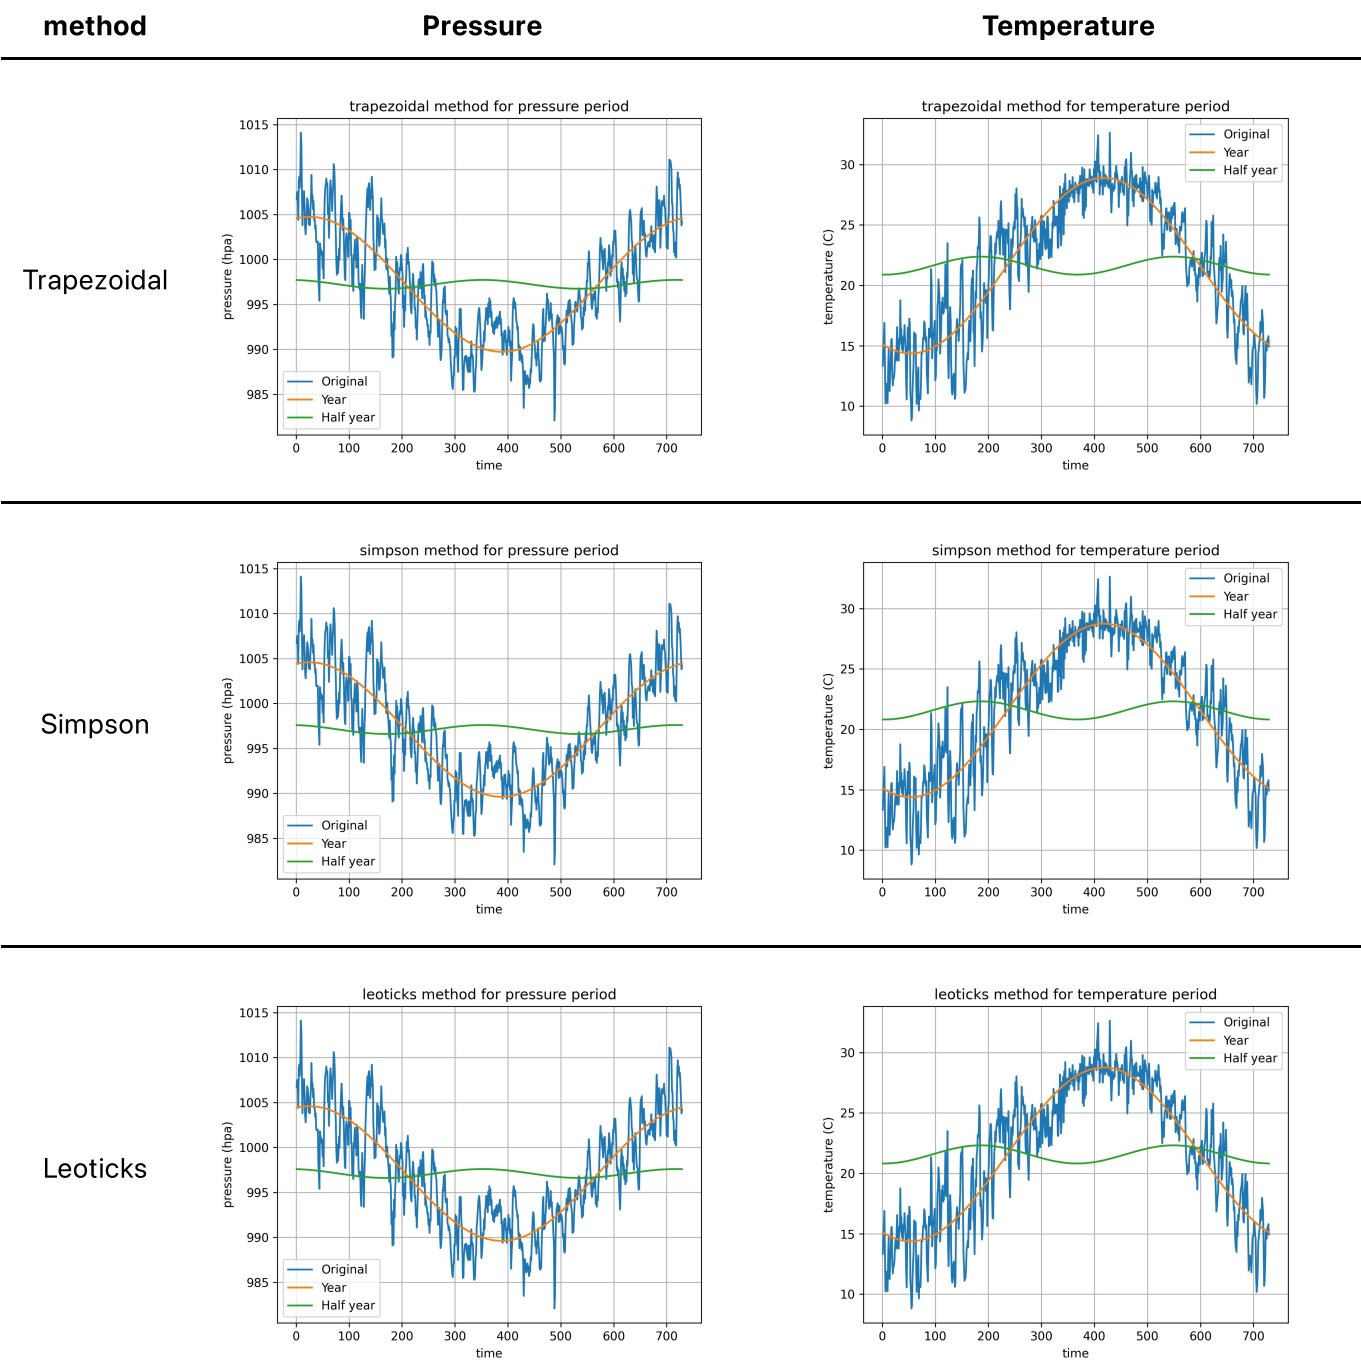 method Pressure Temperature
Trapezoidal
trapezoidal method for pressure period
1015
1010
1005
1000
995
990
985
pressure (hpa)
Original
Year
Half year
0 100 200 300 400 500 600 700
time
trapezoidal method for temperature period
30
25
20
15
10
temperature (C)
Original
Year
Half year
0 100 200 300 400 500 600 700
time
Simpson
simpson method for pressure period
1015
1010
1005
1000
995
990
985
pressure (hpa)
Original
Year
Half year
0 100 200 300 400 500 600 700
time
simpson method for temperature period
30
25
20
15
10
temperature (C)
Original
Year
Half year
0 100 200 300 400 500 600 700
time
Leoticks
leoticks method for pressure period
1015
1010
1005
1000
995
990
985
pressure (hpa)
Original
Year
Half year
0 100 200 300 400 500 600 700
time
leoticks method for temperature period
30
25
20
15
10
temperature (C)
Original
Year
Half year
0 100 200 300 400 500 600 700
time